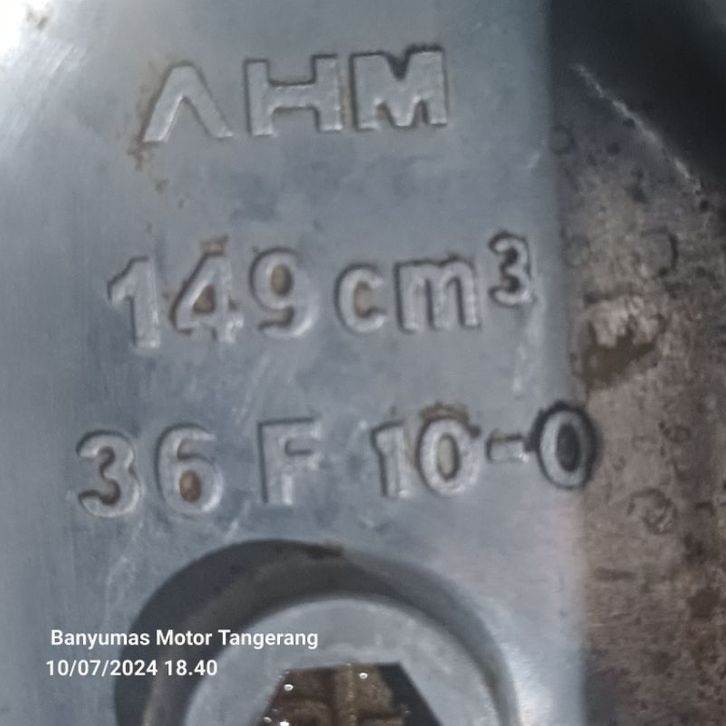 AHM
149 cm³
36 F 10-0
Banyumas Motor Tangerang
10/07/2024 18.40